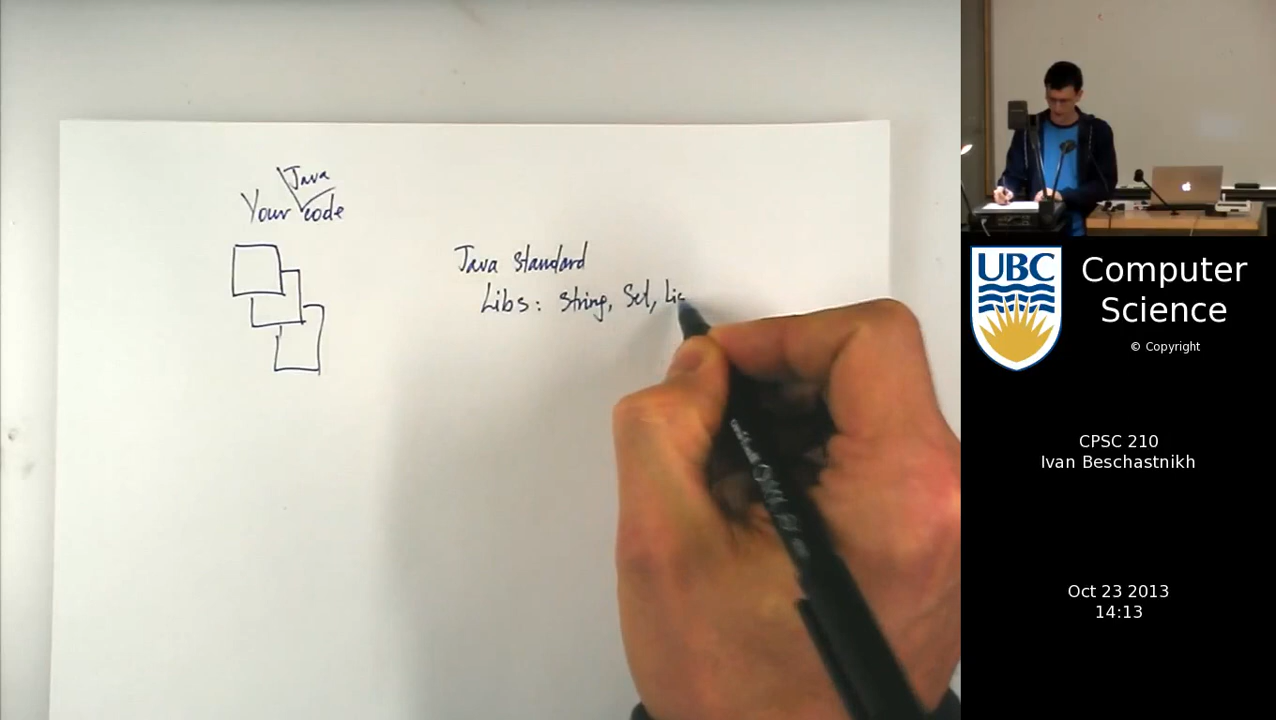 Java
Your code
Java standard
Libs: string, Set, Lis
UBC
Computer
Science
© Copyright
CPSC 210
Ivan Beschastnikh
Oct 23 2013
14:13